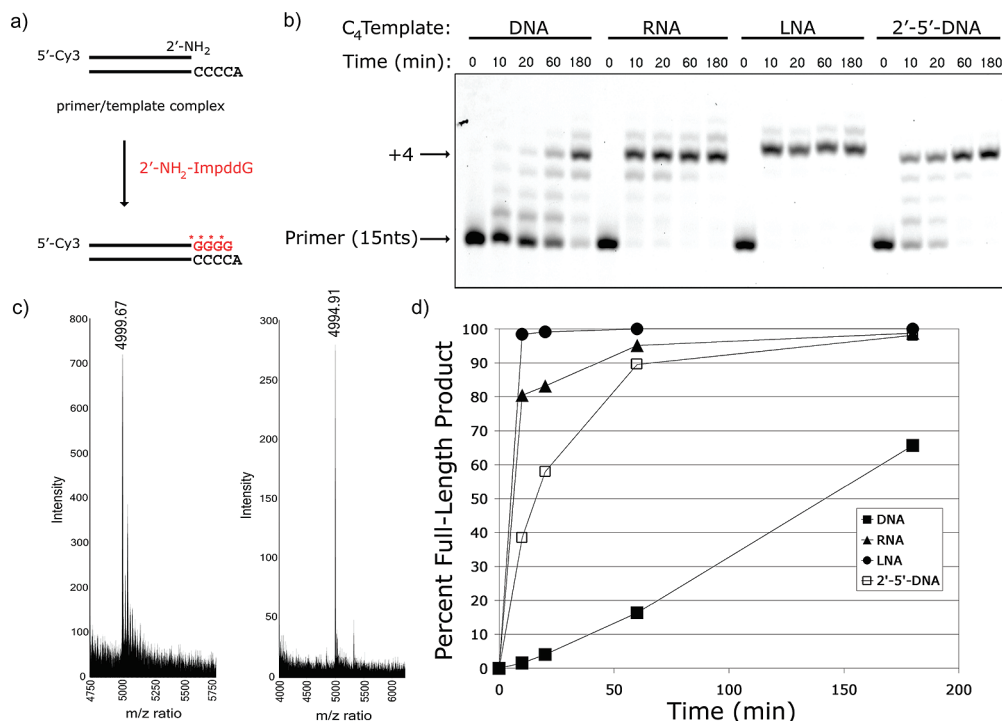 a)
2′-NH2
5′-Cy3
CCCCA
primer/template complex
2′-NH2-ImpddG
* * * *
5′-Cy3 GGGG
CCCCA
b)
C4Template: DNA RNA LNA 2′-5′-DNA
Time (min): 0 10 20 60 180 0 10 20 60 180 0 10 20 60 180 0 10 20 60 180
+4
Primer (15nts)
c)
4999.67
800
700
600
500
400
300
200
100
0
Intensity
4750 5000 5250 5500 5750
m/z ratio
4994.91
300
250
200
150
100
50
0
Intensity
4000 4500 5000 5500 6000
m/z ratio
d)
Percent Full-Length Product
100
90
80
70
60
50
40
30
20
10
0
DNA
RNA
LNA
2'-5'-DNA
0 50 100 150 200
Time (min)